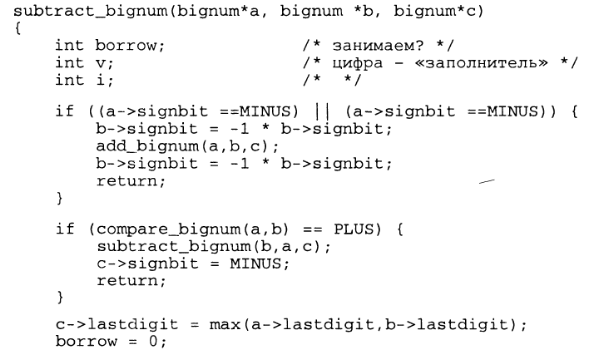 subtract_bignum(bignum*a, bignum *b, bignum*c)
{
int borrow; /* занимаем? */
int v; /* цифра – «заполнитель» */
int i; /* */
if ((a->signbit ==MINUS) || (a->signbit ==MINUS)) {
b->signbit = -1 * b->signbit;
add_bignum(a,b,c);
b->signbit = -1 * b->signbit;
return;
}
if (compare_bignum(a,b) == PLUS) {
subtract_bignum(b,a,c);
c->signbit = MINUS;
return;
}
c->lastdigit = max(a->lastdigit,b->lastdigit);
borrow = 0;